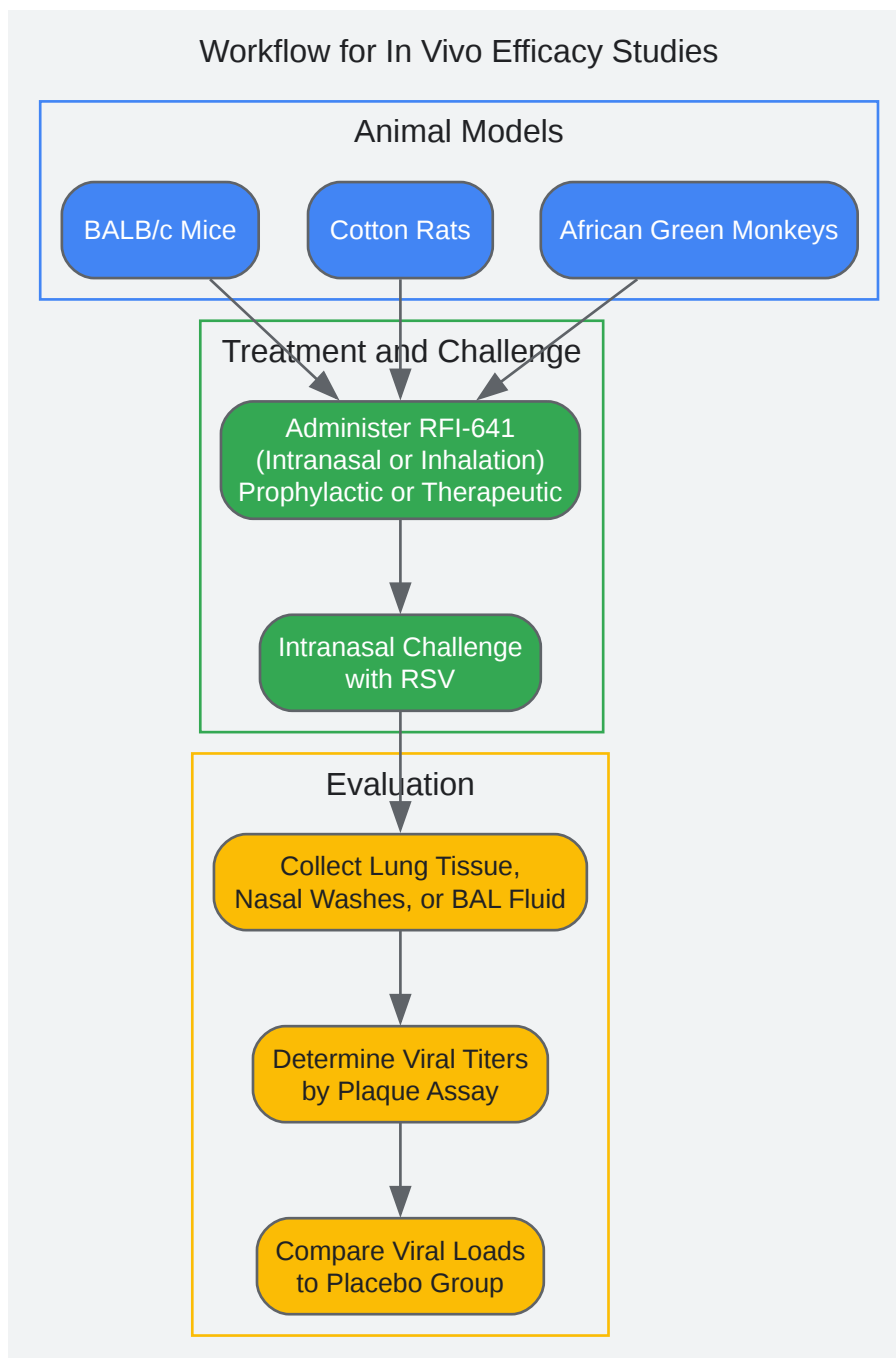 Workflow for In Vivo Efficacy Studies
Animal Models
BALB/c Mice
Cotton Rats
African Green Monkeys
Treatment and Challenge
Administer RFI-641
(Intranasal or Inhalation)
Prophylactic or Therapeutic
Intranasal Challenge
with RSV
Evaluation
Collect Lung Tissue,
Nasal Washes, or BAL Fluid
Determine Viral Titers
by Plaque Assay
Compare Viral Loads
to Placebo Group